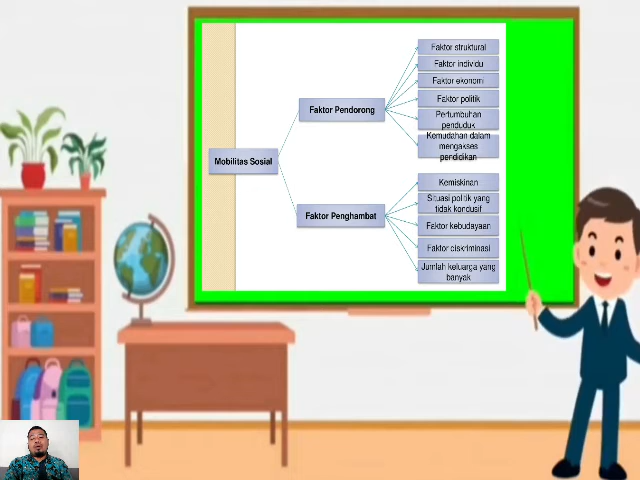 Mobilitas Sosial
Faktor Pendorong
Faktor struktural
Faktor individu
Faktor ekonomi
Faktor politik
Pertumbuhan
penduduk
Kemudahan dalam
mengakses
pendidikan
Faktor Penghambat
Kemiskinan
Situasi politik yang
tidak kondusif
Faktor kebudayaan
Faktor diskriminasi
Jumlah keluarga yang
banyak